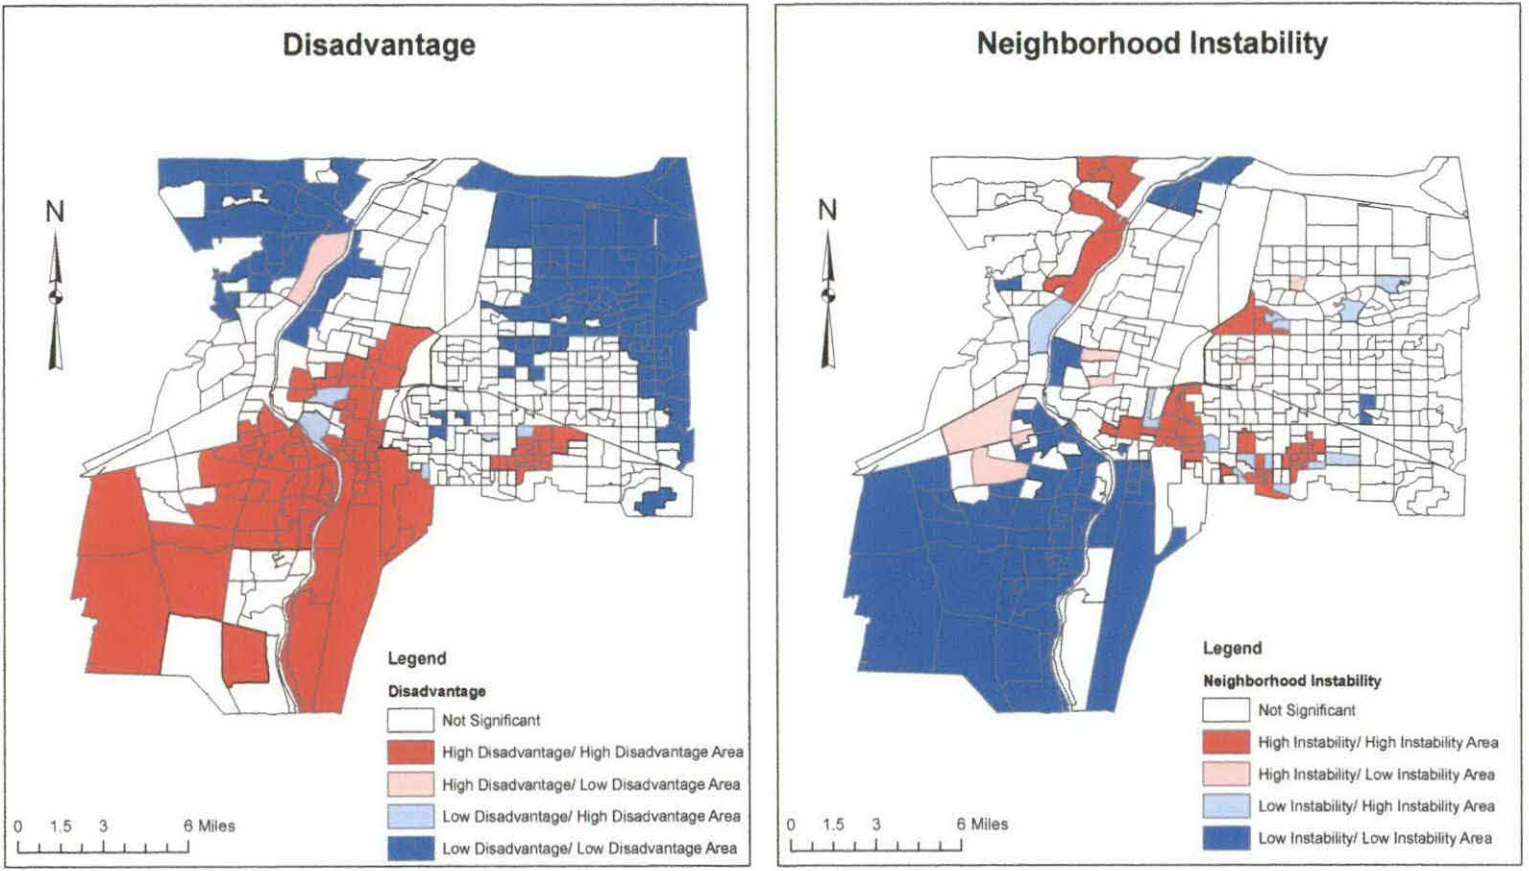 Disadvantage
N
Legend
Disadvantage
Not Significant
High Disadvantage/ High Disadvantage Area
High Disadvantage/ Low Disadvantage Area
Low Disadvantage/ High Disadvantage Area
Low Disadvantage/ Low Disadvantage Area
0 1.5 3 6 Miles
Neighborhood Instability
N
Legend
Neighborhood Instability
Not Significant
High Instability/ High Instability Area
High Instability/ Low Instability Area
Low Instability/ High Instability Area
Low Instability/ Low Instability Area
0 1.5 3 6 Miles